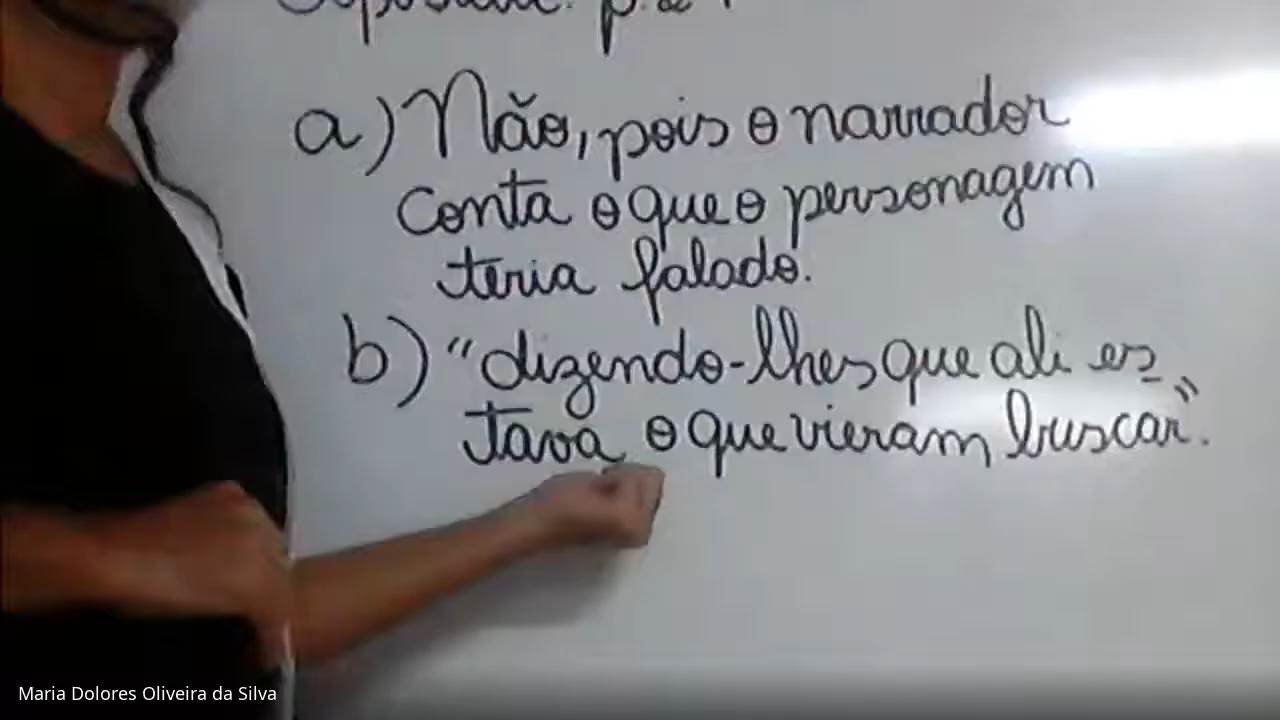 a) Não, pois o narrador
conta o que o personagem
teria falado.
b) “dizendo-lhes que ali es
tava o que vieram buscar”.
Maria Dolores Oliveira da Silva